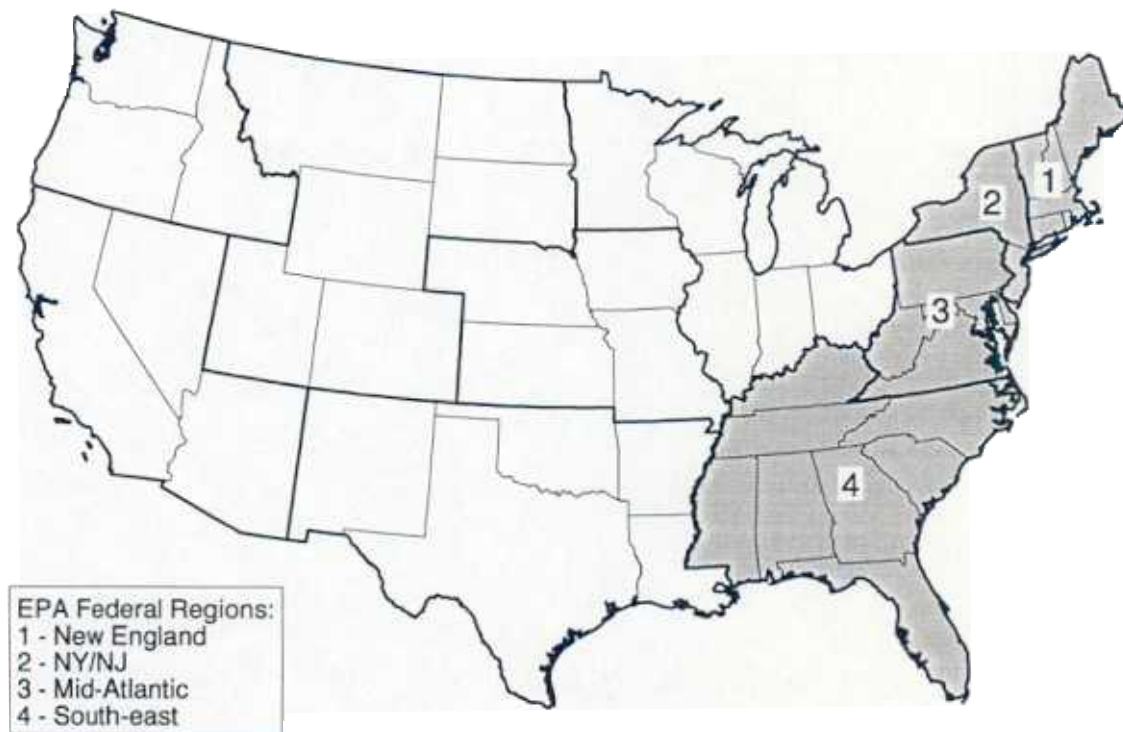 1
2
3
4
EPA Federal Regions:
1 - New England
2 - NY/NJ
3 - Mid-Atlantic
4 - South-east